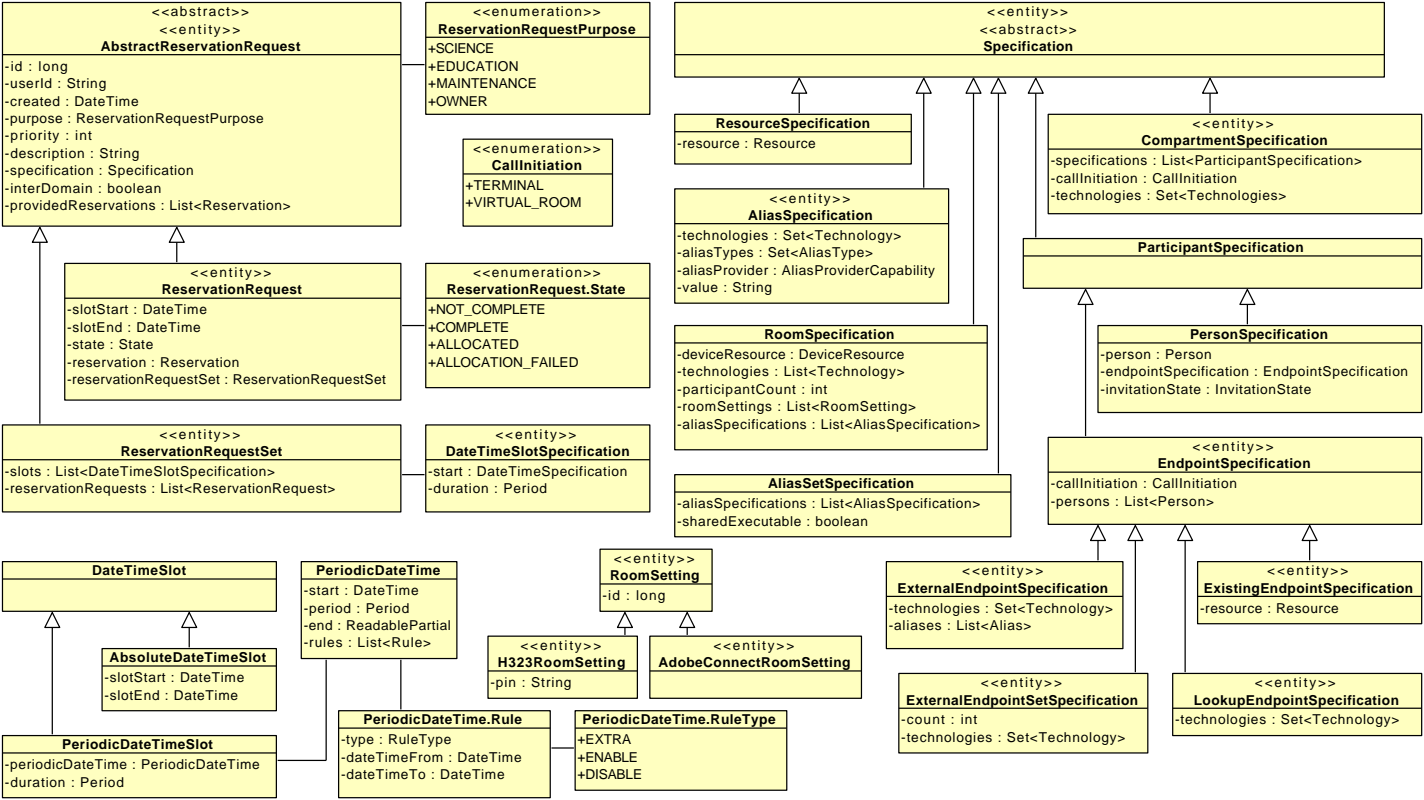 <<abstract>>
<<entity>>
AbstractReservationRequest
-id : long
-userId : String
-created : DateTime
-purpose : ReservationRequestPurpose
-priority : int
-description : String
-specification : Specification
-interDomain : boolean
-providedReservations : List<Reservation>
<<enumeration>>
ReservationRequestPurpose
+SCIENCE
+EDUCATION
+MAINTENANCE
+OWNER
<<enumeration>>
CallInitiation
+TERMINAL
+VIRTUAL_ROOM
<<entity>>
ReservationRequest
-slotStart : DateTime
-slotEnd : DateTime
-state : State
-reservation : Reservation
-reservationRequestSet : ReservationRequestSet
<<enumeration>>
ReservationRequest.State
+NOT_COMPLETE
+COMPLETE
+ALLOCATED
+ALLOCATION_FAILED
<<entity>>
ReservationRequestSet
-slots : List<DateTimeSlotSpecification>
-reservationRequests : List<ReservationRequest>
<<entity>>
DateTimeSlotSpecification
-start : DateTimeSpecification
-duration : Period
<<entity>>
<<abstract>>
Specification
ResourceSpecification
-resource : Resource
<<entity>>
CompartmentSpecification
-specifications : List<ParticipantSpecification>
-callInitiation : CallInitiation
-technologies : Set<Technologies>
<<entity>>
AliasSpecification
-technologies : Set<Technology>
-aliasTypes : Set<AliasType>
-aliasProvider : AliasProviderCapability
-value : String
ParticipantSpecification
RoomSpecification
-deviceResource : DeviceResource
-technologies : List<Technology>
-participantCount : int
-roomSettings : List<RoomSetting>
-aliasSpecifications : List<AliasSpecification>
PersonSpecification
-person : Person
-endpointSpecification : EndpointSpecification
-invitationState : InvitationState
<<entity>>
EndpointSpecification
-callInitiation : CallInitiation
-persons : List<Person>
AliasSetSpecification
-aliasSpecifications : List<AliasSpecification>
-sharedExecutable : boolean
DateTimeSlot
PeriodicDateTime
-start : DateTime
-period : Period
-end : ReadablePartial
-rules : List<Rule>
<<entity>>
RoomSetting
-id : long
<<entity>>
ExternalEndpointSpecification
-technologies : Set<Technology>
-aliases : List<Alias>
<<entity>>
ExistingEndpointSpecification
-resource : Resource
AbsoluteDateTimeSlot
-slotStart : DateTime
-slotEnd : DateTime
<<entity>>
H323RoomSetting
-pin : String
<<entity>>
AdobeConnectRoomSetting
<<entity>>
ExternalEndpointSetSpecification
-count : int
-technologies : Set<Technology>
<<entity>>
LookupEndpointSpecification
-technologies : Set<Technology>
PeriodicDateTimeSlot
-periodicDateTime : PeriodicDateTime
-duration : Period
PeriodicDateTime.Rule
-type : RuleType
-dateTimeFrom : DateTime
-dateTimeTo : DateTime
PeriodicDateTime.RuleType
+EXTRA
+ENABLE
+DISABLE